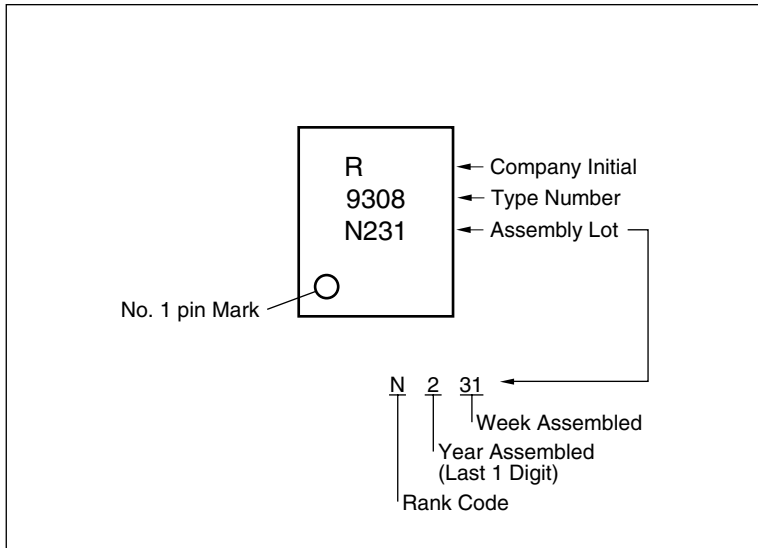 R
Company Initial
9308
Type Number
N231
Assembly Lot
No. 1 pin Mark
N 2 31
Week Assembled
Year Assembled
(Last 1 Digit)
Rank Code